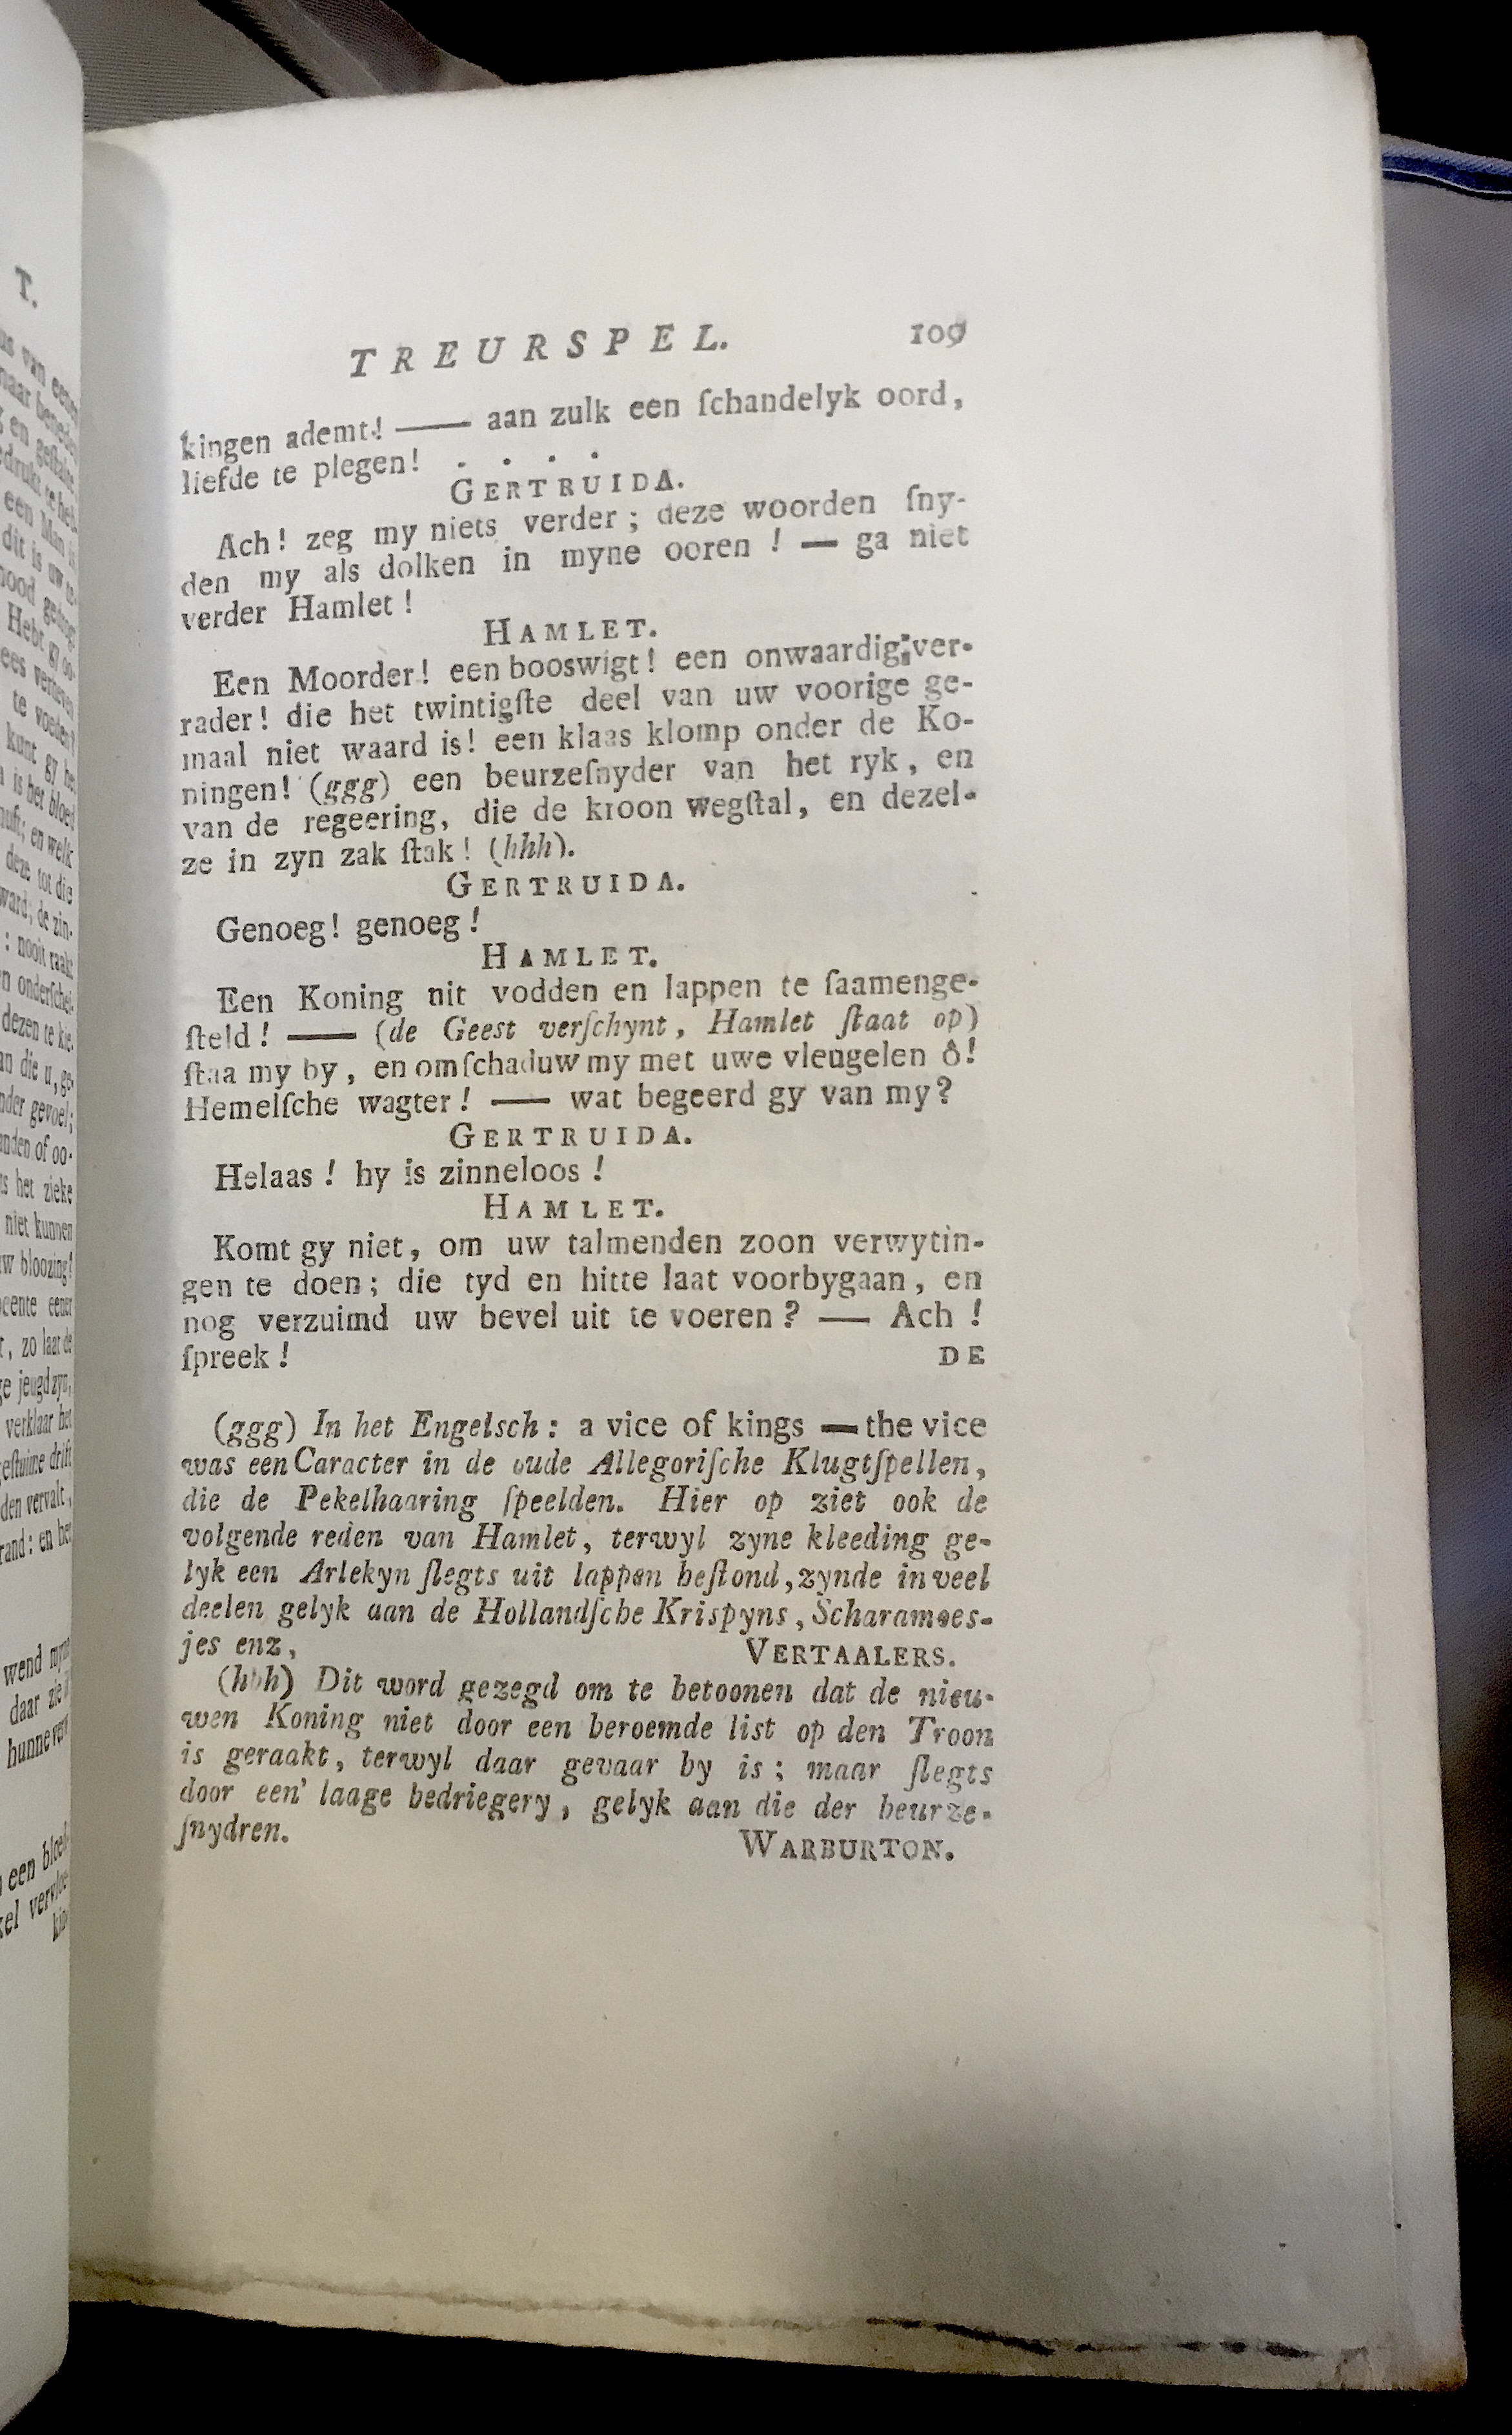 TREURSPEL. 109
kingen ademt! —— aan zulk een ſchandelyk oord,
liefde te plegen! . . . .
GERTRUIDA.
Ach! zeg my niets verder; deze woorden ſny-
den my als dolken in myne ooren! — ga niet
verder Hamlet!
HAMLET.
Een Moorder! een booswigt! een onwaardig ver-
rader! die het twintigſte deel van uw voorige ge-
maal niet waard is! een klaas klomp onder de Ko-
ningen! (ggg) een beurzeſnyder van het ryk, en
van de regeering, die de kroon wegſtal, en dezel-
ze in zyn zak ſtak! (hhh).
GERTRUIDA.
Genoeg! genoeg!
HAMLET.
Een Koning nit vodden en lappen te ſaamenge-
ſteld! —— (de Geest verſchynt, Hamlet ſtaat op)
ſtaa my by, en omſchaduw my met uwe vleugelen ô!
Hemelſche wagter! —— wat begeerd gy van my?
GERTRUIDA.
Helaas! hy is zinneloos!
HAMLET.
Komt gy niet, om uw talmenden zoon verwytin-
gen te doen; die tyd en hitte laat voorbygaan, en
nog verzuimd uw bevel uit te voeren? — Ach!
ſpreek!
DE
(ggg) In het Engelsch: a vice of kings — the vice
was een Caracter in de oude Allegoriſche Klugtſpellen,
die de Pekelhaaring ſpeelden. Hier op ziet ook de
volgende reden van Hamlet, terwyl zyne kleeding ge-
lyk een Arlekyn ſlegts uit lappen beſtond, zynde in veel
deelen gelyk aan de Hollandſche Krispyns, Scharamoes-
jes enz,
VERTAALERS.
(hhh) Dit word gezegd om te betoonen dat de nieu-
wen Koning niet door een beroemde list op den Troon
is geraakt, terwyl daar gevaar by is; maar ſlegts
door een' laage bedriegery, gelyk aan die der beurze-
ſnydren.
WARBURTON.